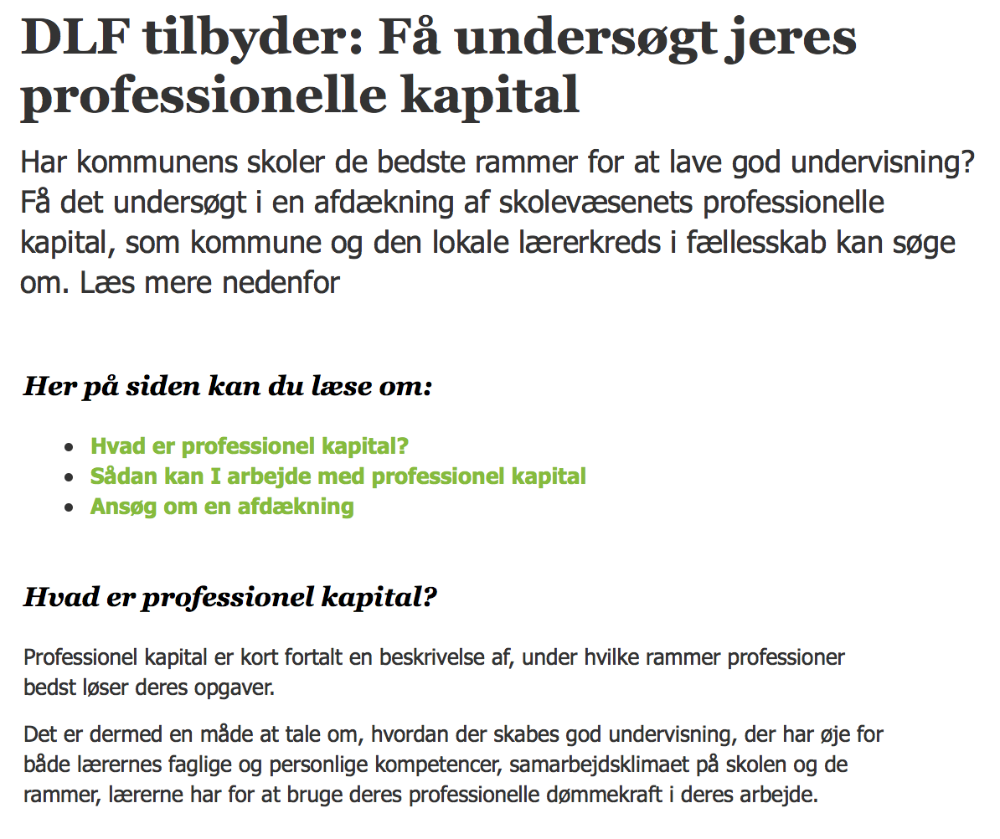 DLF tilbyder: Få undersøgt jeres
professionelle kapital
Har kommunens skoler de bedste rammer for at lave god undervisning?
Få det undersøgt i en afdækning af skolevæsenets professionelle
kapital, som kommune og den lokale lærerkreds i fællesskab kan søge
om. Læs mere nedenfor
Her på siden kan du læse om:
• Hvad er professionel kapital?
• Sådan kan I arbejde med professionel kapital
• Ansøg om en afdækning
Hvad er professionel kapital?
Professionel kapital er kort fortalt en beskrivelse af, under hvilke rammer professioner
bedst løser deres opgaver.
Det er dermed en måde at tale om, hvordan der skabes god undervisning, der har øje for
både lærernes faglige og personlige kompetencer, samarbejdsklimaet på skolen og de
rammer, lærerne har for at bruge deres professionelle dømmekraft i deres arbejde.